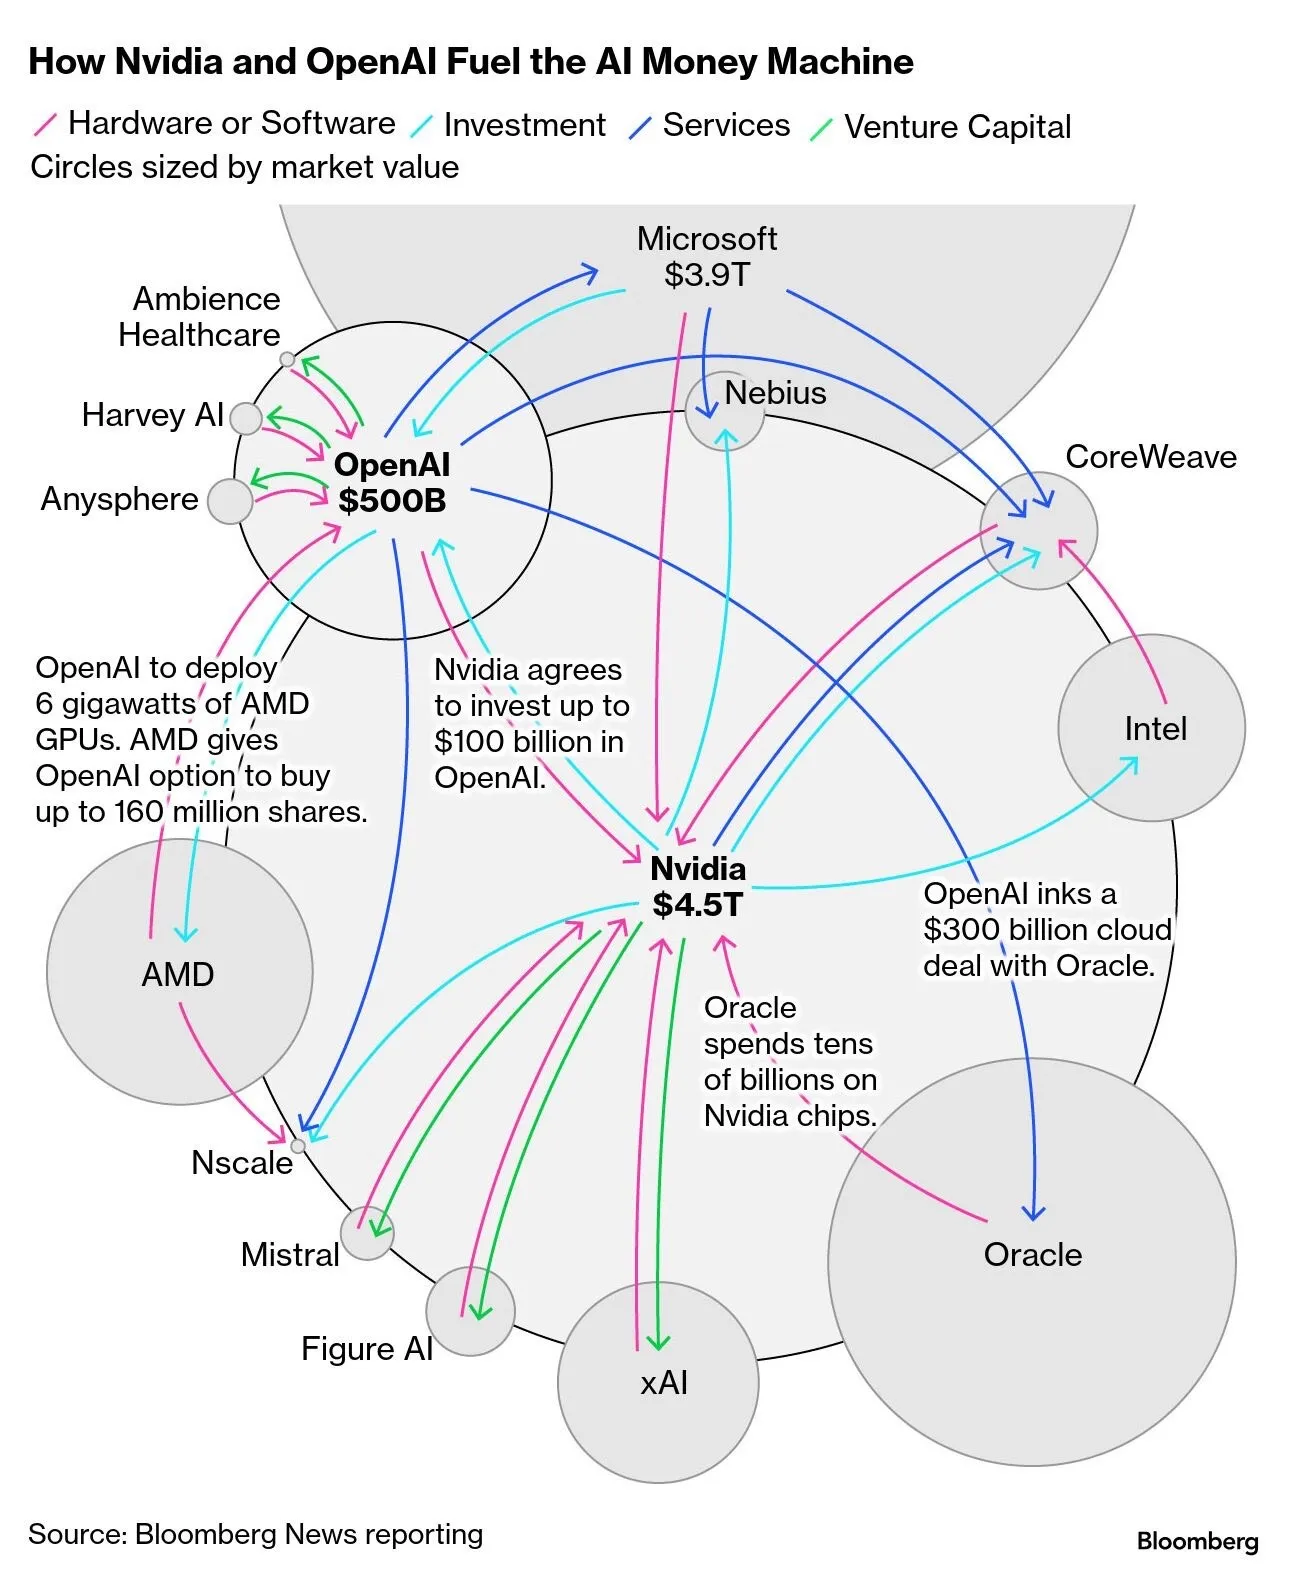 How Nvidia and OpenAI Fuel the AI Money Machine
Hardware or Software Investment Services Venture Capital
Circles sized by market value
Microsoft
$3.9T
Ambience
Healthcare
Harvey AI
Anysphere
OpenAI
$500B
Nebius
CoreWeave
Intel
OpenAI to deploy
6 gigawatts of AMD
GPUs. AMD gives
OpenAI option to buy
up to 160 million shares.
Nvidia agrees
to invest up to
$100 billion in
OpenAI.
Nvidia
$4.5T
OpenAI inks a
$300 billion cloud
deal with Oracle.
AMD
Oracle
spends tens
of billions on
Nvidia chips.
Nscale
Mistral
Figure AI
xAI
Oracle
Source: Bloomberg News reporting
Bloomberg